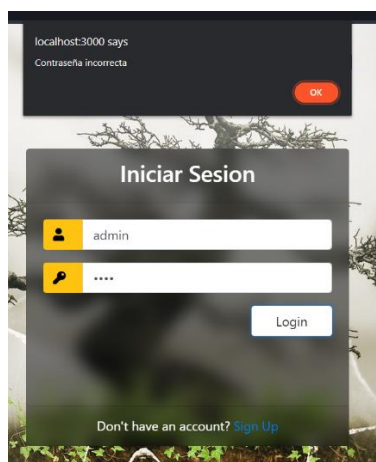 localhost:3000 says
Contraseña incorrecta
OK
Iniciar Sesion
admin
Login
Don't have an account? Sign Up